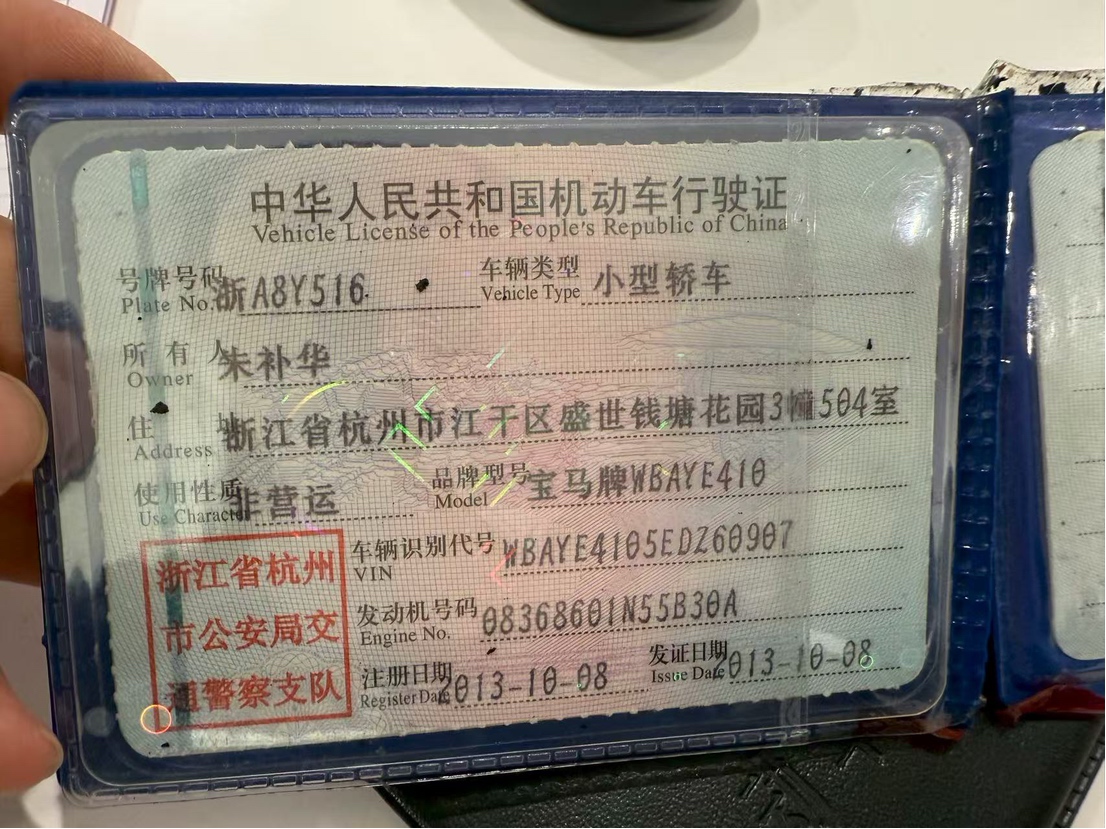 中华人民共和国机动车行驶证
Vehicle License of the People's Republic of China
号牌号码 浙A8Y516 车辆类型 小型轿车
Plate No. Vehicle Type
所有人 朱补华
Owner
住址 浙江省杭州市江干区盛世钱塘花园3幢504室
Address
使用性质 非营运 品牌型号 宝马牌WBAYE410
Use Character Model
车辆识别代号 WBAYE4105EDZ60907
VIN
发动机号码 08368601N55B30A
Engine No.
注册日期 2013-10-08 发证日期 2013-10-08
Register Date Issue Date
浙江省杭州
市公安局交
通警察支队